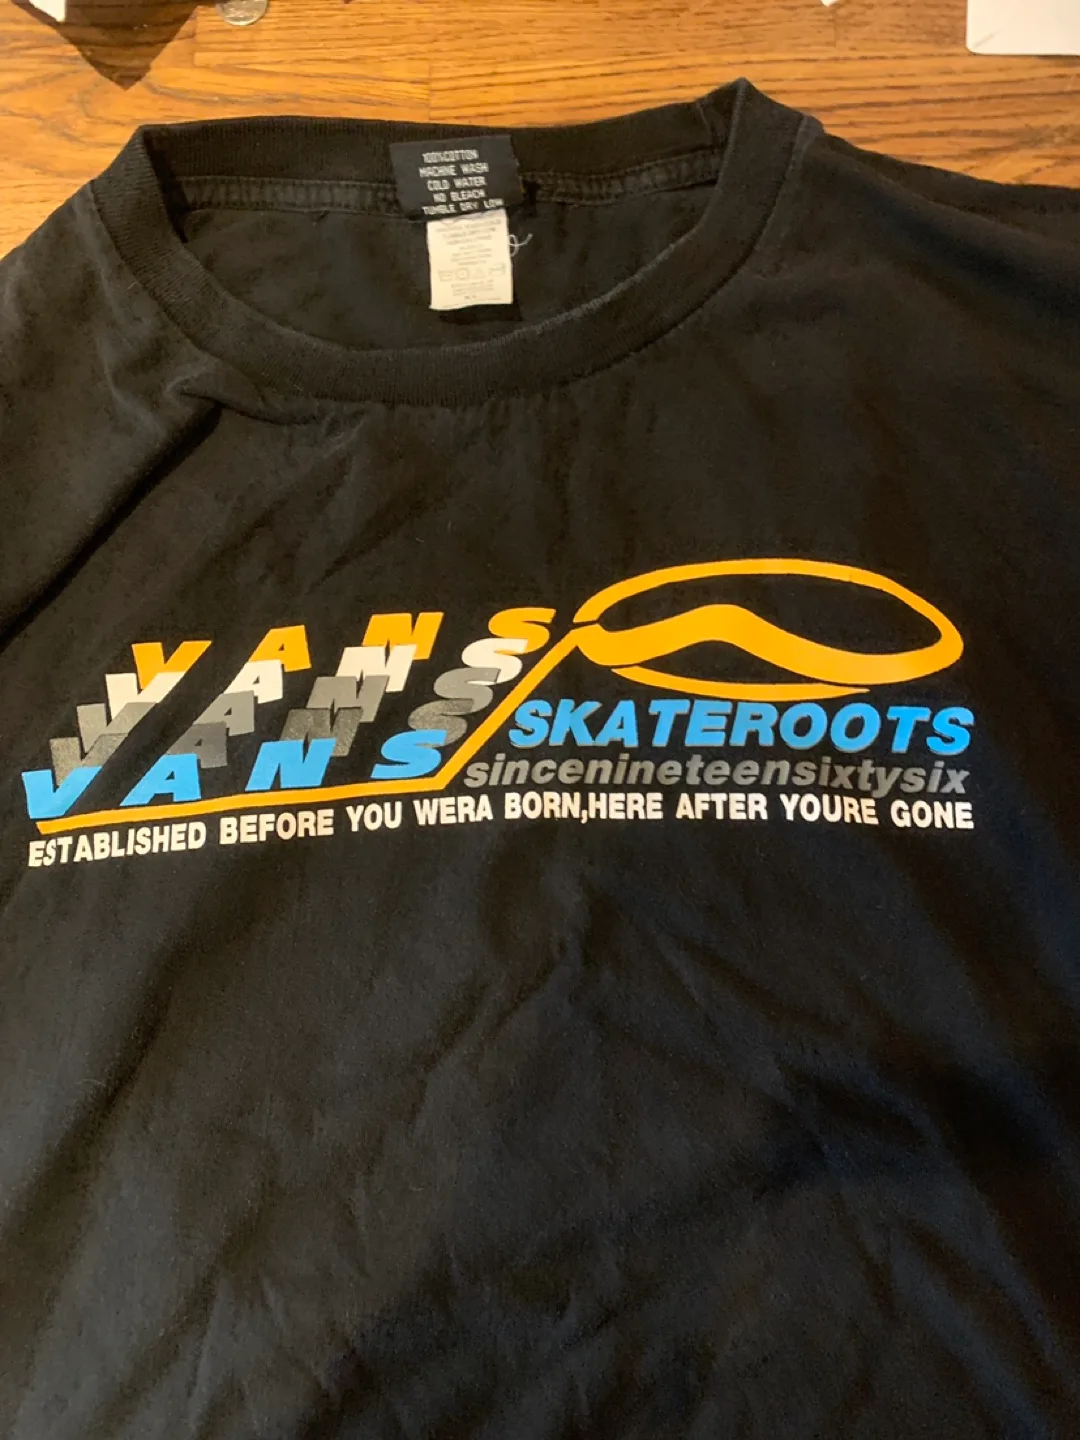 100%COTTON
MACHINE WASH
COLD WATER
NO BLEACH
TUMBLE DRY LOW
VANS
VANS
VANS
VANS
VANS
SKATEROOTS
sincenineteensixtysix
ESTABLISHED BEFORE YOU WERA BORN,HERE AFTER YOURE GONE